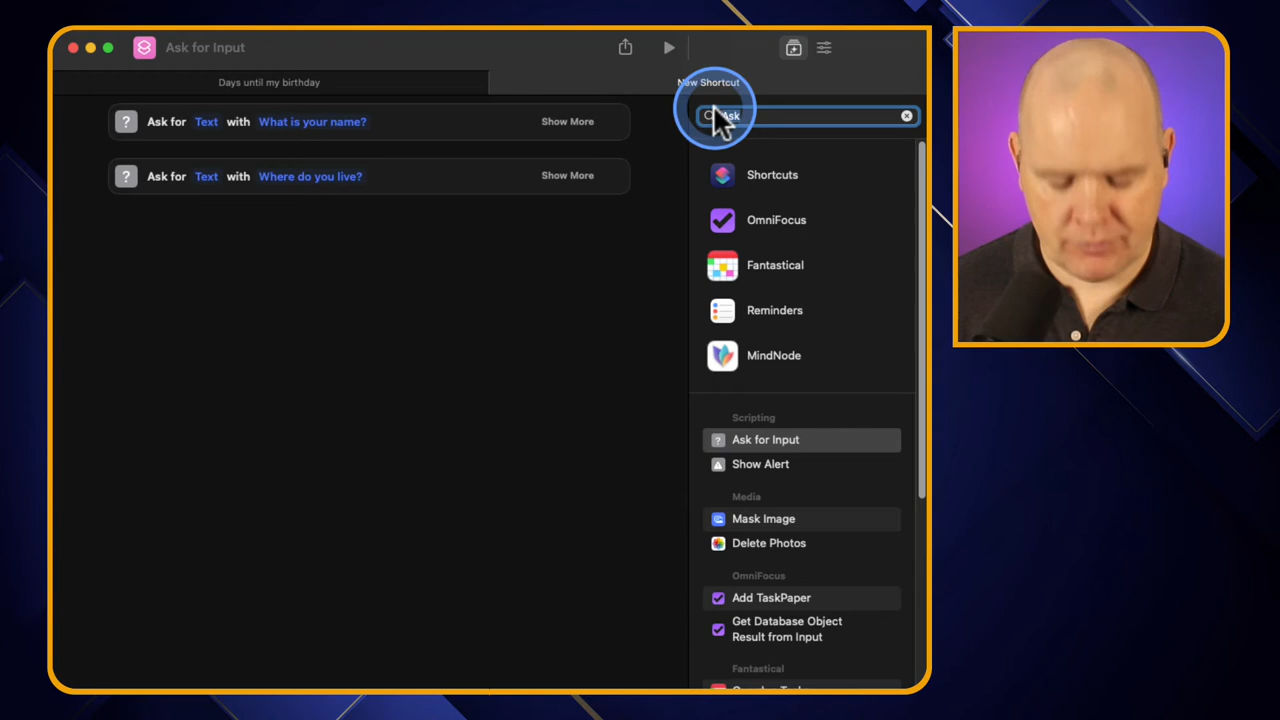 Ask for Input
Days until my birthday
New Shortcut
Ask for Text with What is your name? Show More
Ask for Text with Where do you live? Show More
Ask
Shortcuts
OmniFocus
Fantastical
Reminders
MindNode
Scripting
Ask for Input
Show Alert
Media
Mask Image
Delete Photos
OmniFocus
Add TaskPaper
Get Database Object
Result from Input
Fantastical